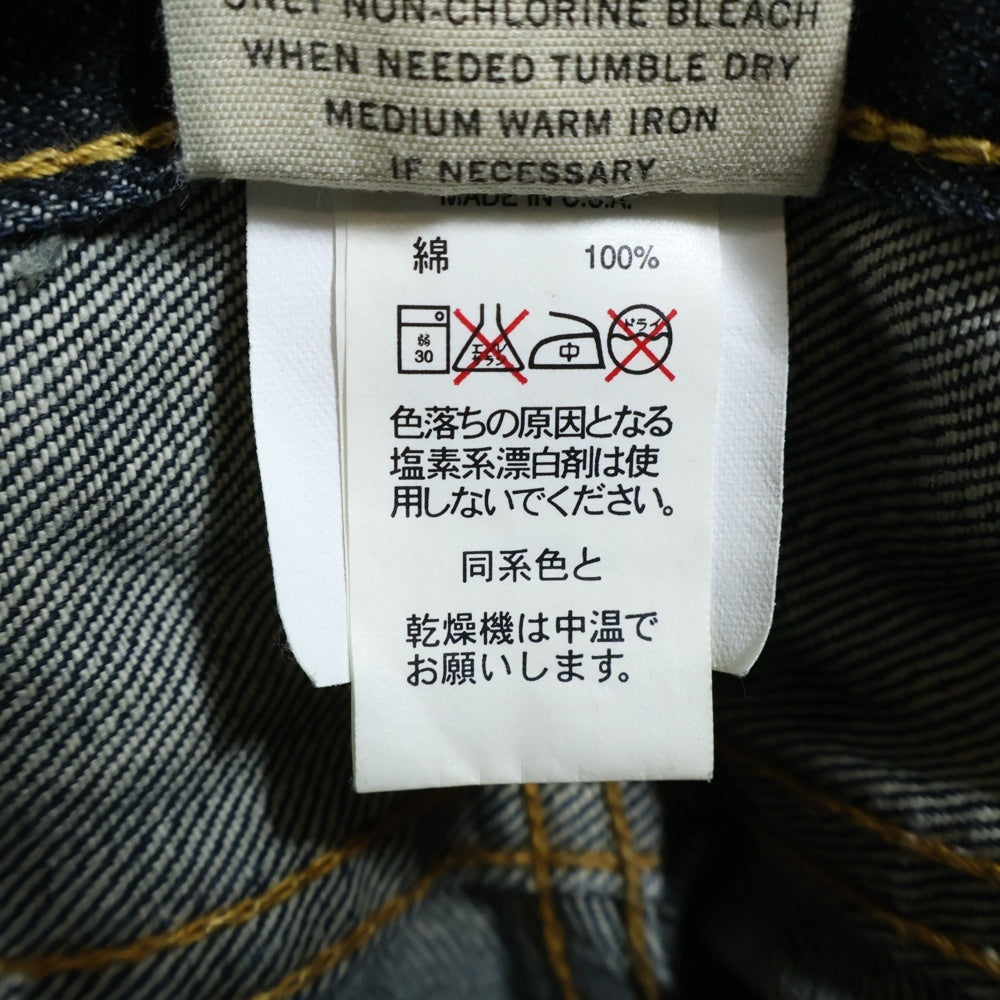 ONLY NON-CHLORINE BLEACH
WHEN NEEDED TUMBLE DRY
MEDIUM WARM IRON
IF NECESSARY
MADE IN U.S.A.
綿 100%
弱
30
エンソ
サラシ
中
ドライ
色落ちの原因となる
塩素系漂白剤は使
用しないでください。
同系色と
乾燥機は中温で
お願いします。